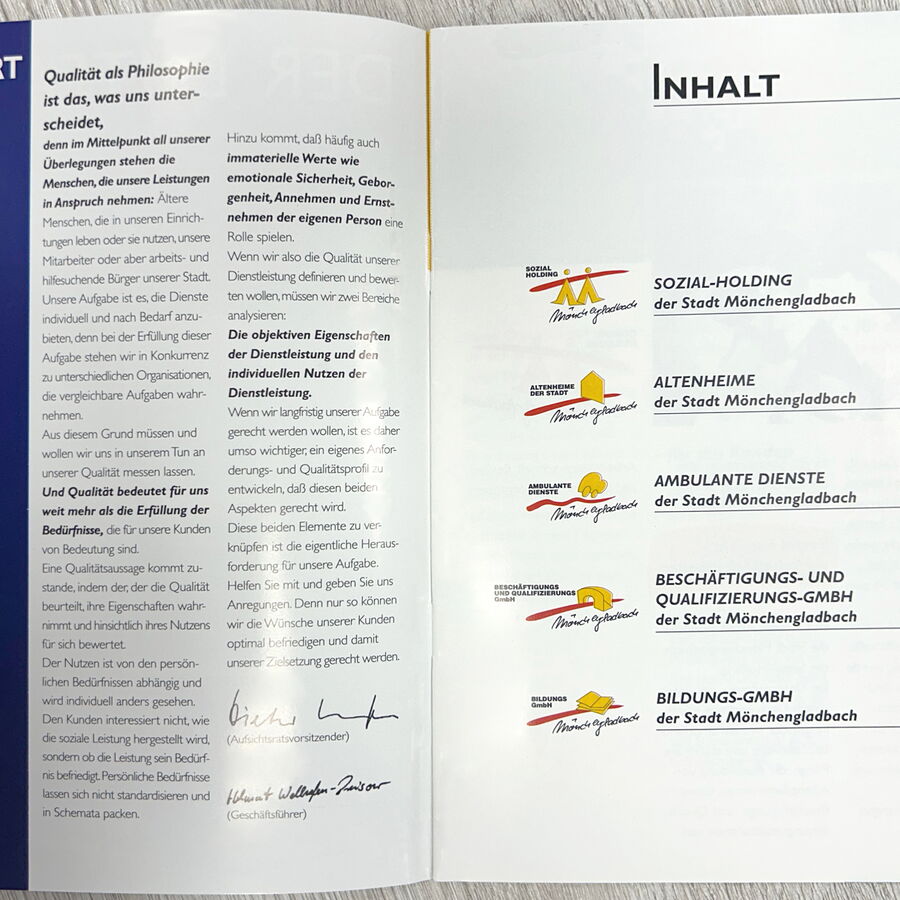 RT
Qualität als Philosophie
ist das, was uns unter-
scheidet,
denn im Mittelpunkt all unserer
Überlegungen stehen die
Menschen, die unsere Leistungen
in Anspruch nehmen: Ältere
Menschen, die in unseren Einrich-
tungen leben oder sie nutzen, unsere
Mitarbeiter oder aber arbeits- und
hilfesuchende Bürger unserer Stadt.
Unsere Aufgabe ist es, die Dienste
individuell und nach Bedarf anzu-
bieten, denn bei der Erfüllung dieser
Aufgabe stehen wir in Konkurrenz
zu unterschiedlichen Organisationen,
die vergleichbare Aufgaben wahr-
nehmen.
Aus diesem Grund müssen und
wollen wir uns in unserem Tun an
unserer Qualität messen lassen.
Und Qualität bedeutet für uns
weit mehr als die Erfüllung der
Bedürfnisse, die für unsere Kunden
von Bedeutung sind.
Eine Qualitätsaussage kommt zu-
stande, indem der, der die Qualität
beurteilt, ihre Eigenschaften wahr-
nimmt und hinsichtlich ihres Nutzens
für sich bewertet.
Der Nutzen ist von den persön-
lichen Bedürfnissen abhängig und
wird individuell anders gesehen.
Den Kunden interessiert nicht, wie
die soziale Leistung hergestellt wird,
sondern ob die Leistung sein Bedürf-
nis befriedigt. Persönliche Bedürfnisse
lassen sich nicht standardisieren und
in Schemata packen.
Hinzu kommt, daß häufig auch
immaterielle Werte wie
emotionale Sicherheit, Gebor-
genheit, Annehmen und Ernst-
nehmen der eigenen Person eine
Rolle spielen.
Wenn wir also die Qualität unserer
Dienstleistung definieren und bewer-
ten wollen, müssen wir zwei Bereiche
analysieren:
Die objektiven Eigenschaften
der Dienstleistung und den
individuellen Nutzen der
Dienstleistung.
Wenn wir langfristig unserer Aufgabe
gerecht werden wollen, ist es daher
umso wichtiger, ein eigenes Anfor-
derungs- und Qualitätsprofil zu
entwickeln, daß diesen beiden
Aspekten gerecht wird.
Diese beiden Elemente zu ver-
knüpfen ist die eigentliche Heraus-
forderung für unsere Aufgabe.
Helfen Sie mit und geben Sie uns
Anregungen. Denn nur so können
wir die Wünsche unserer Kunden
optimal befriedigen und damit
unserer Zielsetzung gerecht werden.
(Aufsichtsratsvorsitzender)
Helmut
(Geschäftsführer)
INHALT
SOZIAL
HOLDING
Mönchengladbach
SOZIAL-HOLDING
der Stadt Mönchengladbach
ALTENHEIME
DER STADT
Mönchengladbach
ALTENHEIME
der Stadt Mönchengladbach
AMBULANTE
DIENSTE
Mönchengladbach
AMBULANTE DIENSTE
der Stadt Mönchengladbach
BESCHÄFTIGUNGS
UND QUALIFIZIERUNGS
GmbH
Mönchengladbach
BESCHÄFTIGUNGS- UND
QUALIFIZIERUNGS-GMBH
der Stadt Mönchengladbach
BILDUNGS
GmbH
Mönchengladbach
BILDUNGS-GMBH
der Stadt Mönchengladbach